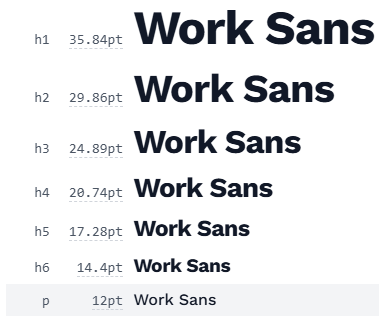 h1 35.84pt Work Sans
h2 29.86pt Work Sans
h3 24.89pt Work Sans
h4 20.74pt Work Sans
h5 17.28pt Work Sans
h6 14.4pt Work Sans
p 12pt Work Sans